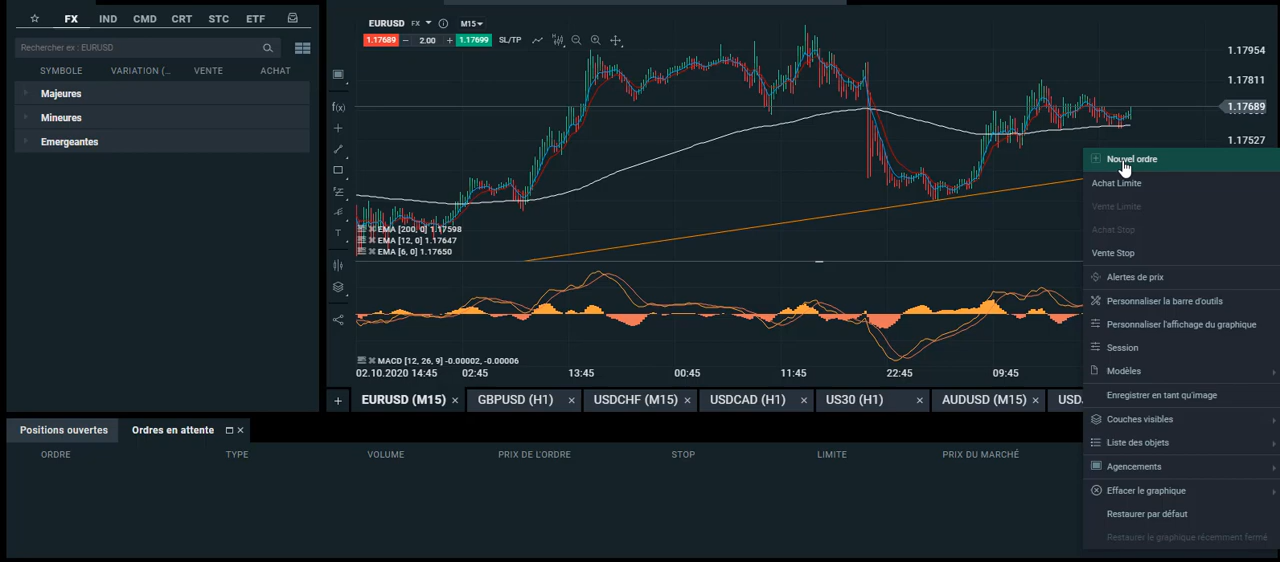 FX IND CMD CRT STC ETF
Rechercher ex : EURUSD
SYMBOLE VARIATION (... VENTE ACHAT
Majeures
Mineures
Emergeantes
EURUSD FX M15
1.17689 − 2.00 + 1.17699 SL/TP
1.17954
1.17811
1.17689
1.17527
EMA [200, 0] 1.17598
EMA [12, 0] 1.17647
EMA [6, 0] 1.17650
MACD [12, 26, 9] -0.00002, -0.00006
02.10.2020 14:45 02:45 13:45 00:45 11:45 22:45 09:45
Nouvel ordre
Achat Limite
Vente Limite
Achat Stop
Vente Stop
Alertes de prix
Personnaliser la barre d'outils
Personnaliser l'affichage du graphique
Session
Modèles
Enregistrer en tant qu'image
Couches visibles
Liste des objets
Agencements
Effacer le graphique
Restaurer par défaut
Restaurer le graphique récemment fermé
+ EURUSD (M15) × GBPUSD (H1) × USDCHF (M15) × USDCAD (H1) × US30 (H1) × AUDUSD (M15) × USD
Positions ouvertes Ordres en attente ×
ORDRE TYPE VOLUME PRIX DE L'ORDRE STOP LIMITE PRIX DU MARCHÉ